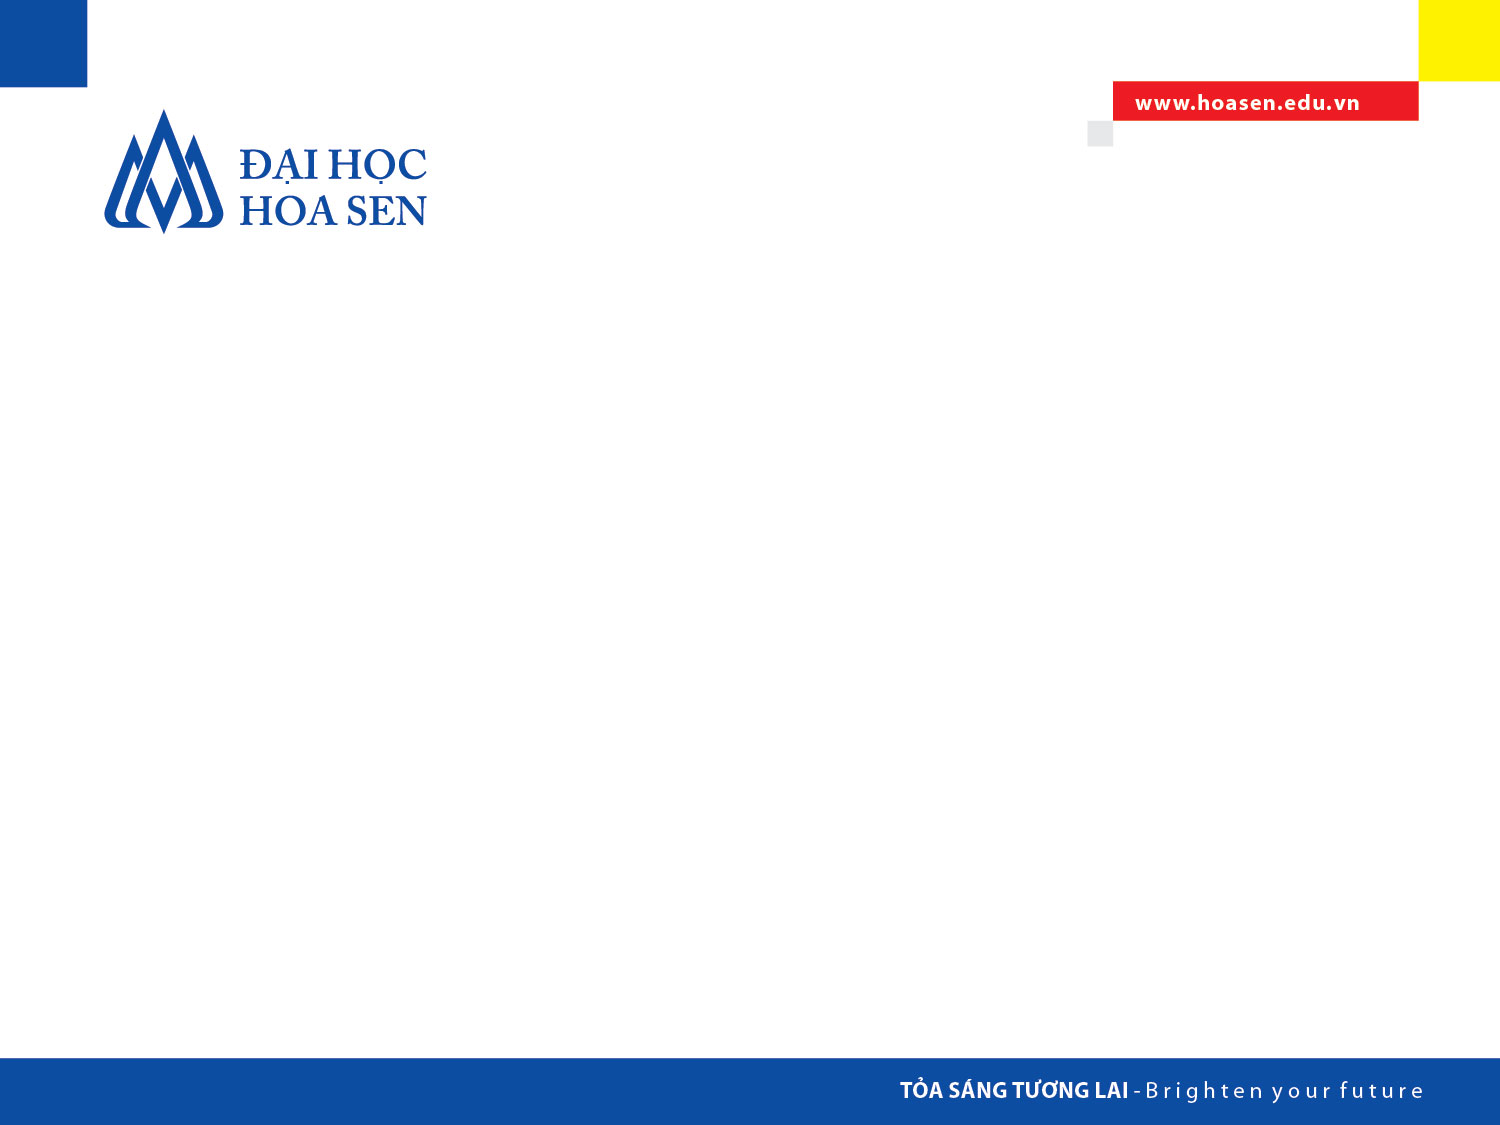 www.hoasen.edu.vn
ĐẠI HỌC
HOA SEN
TỎA SÁNG TƯƠNG LAI - Brighten your future